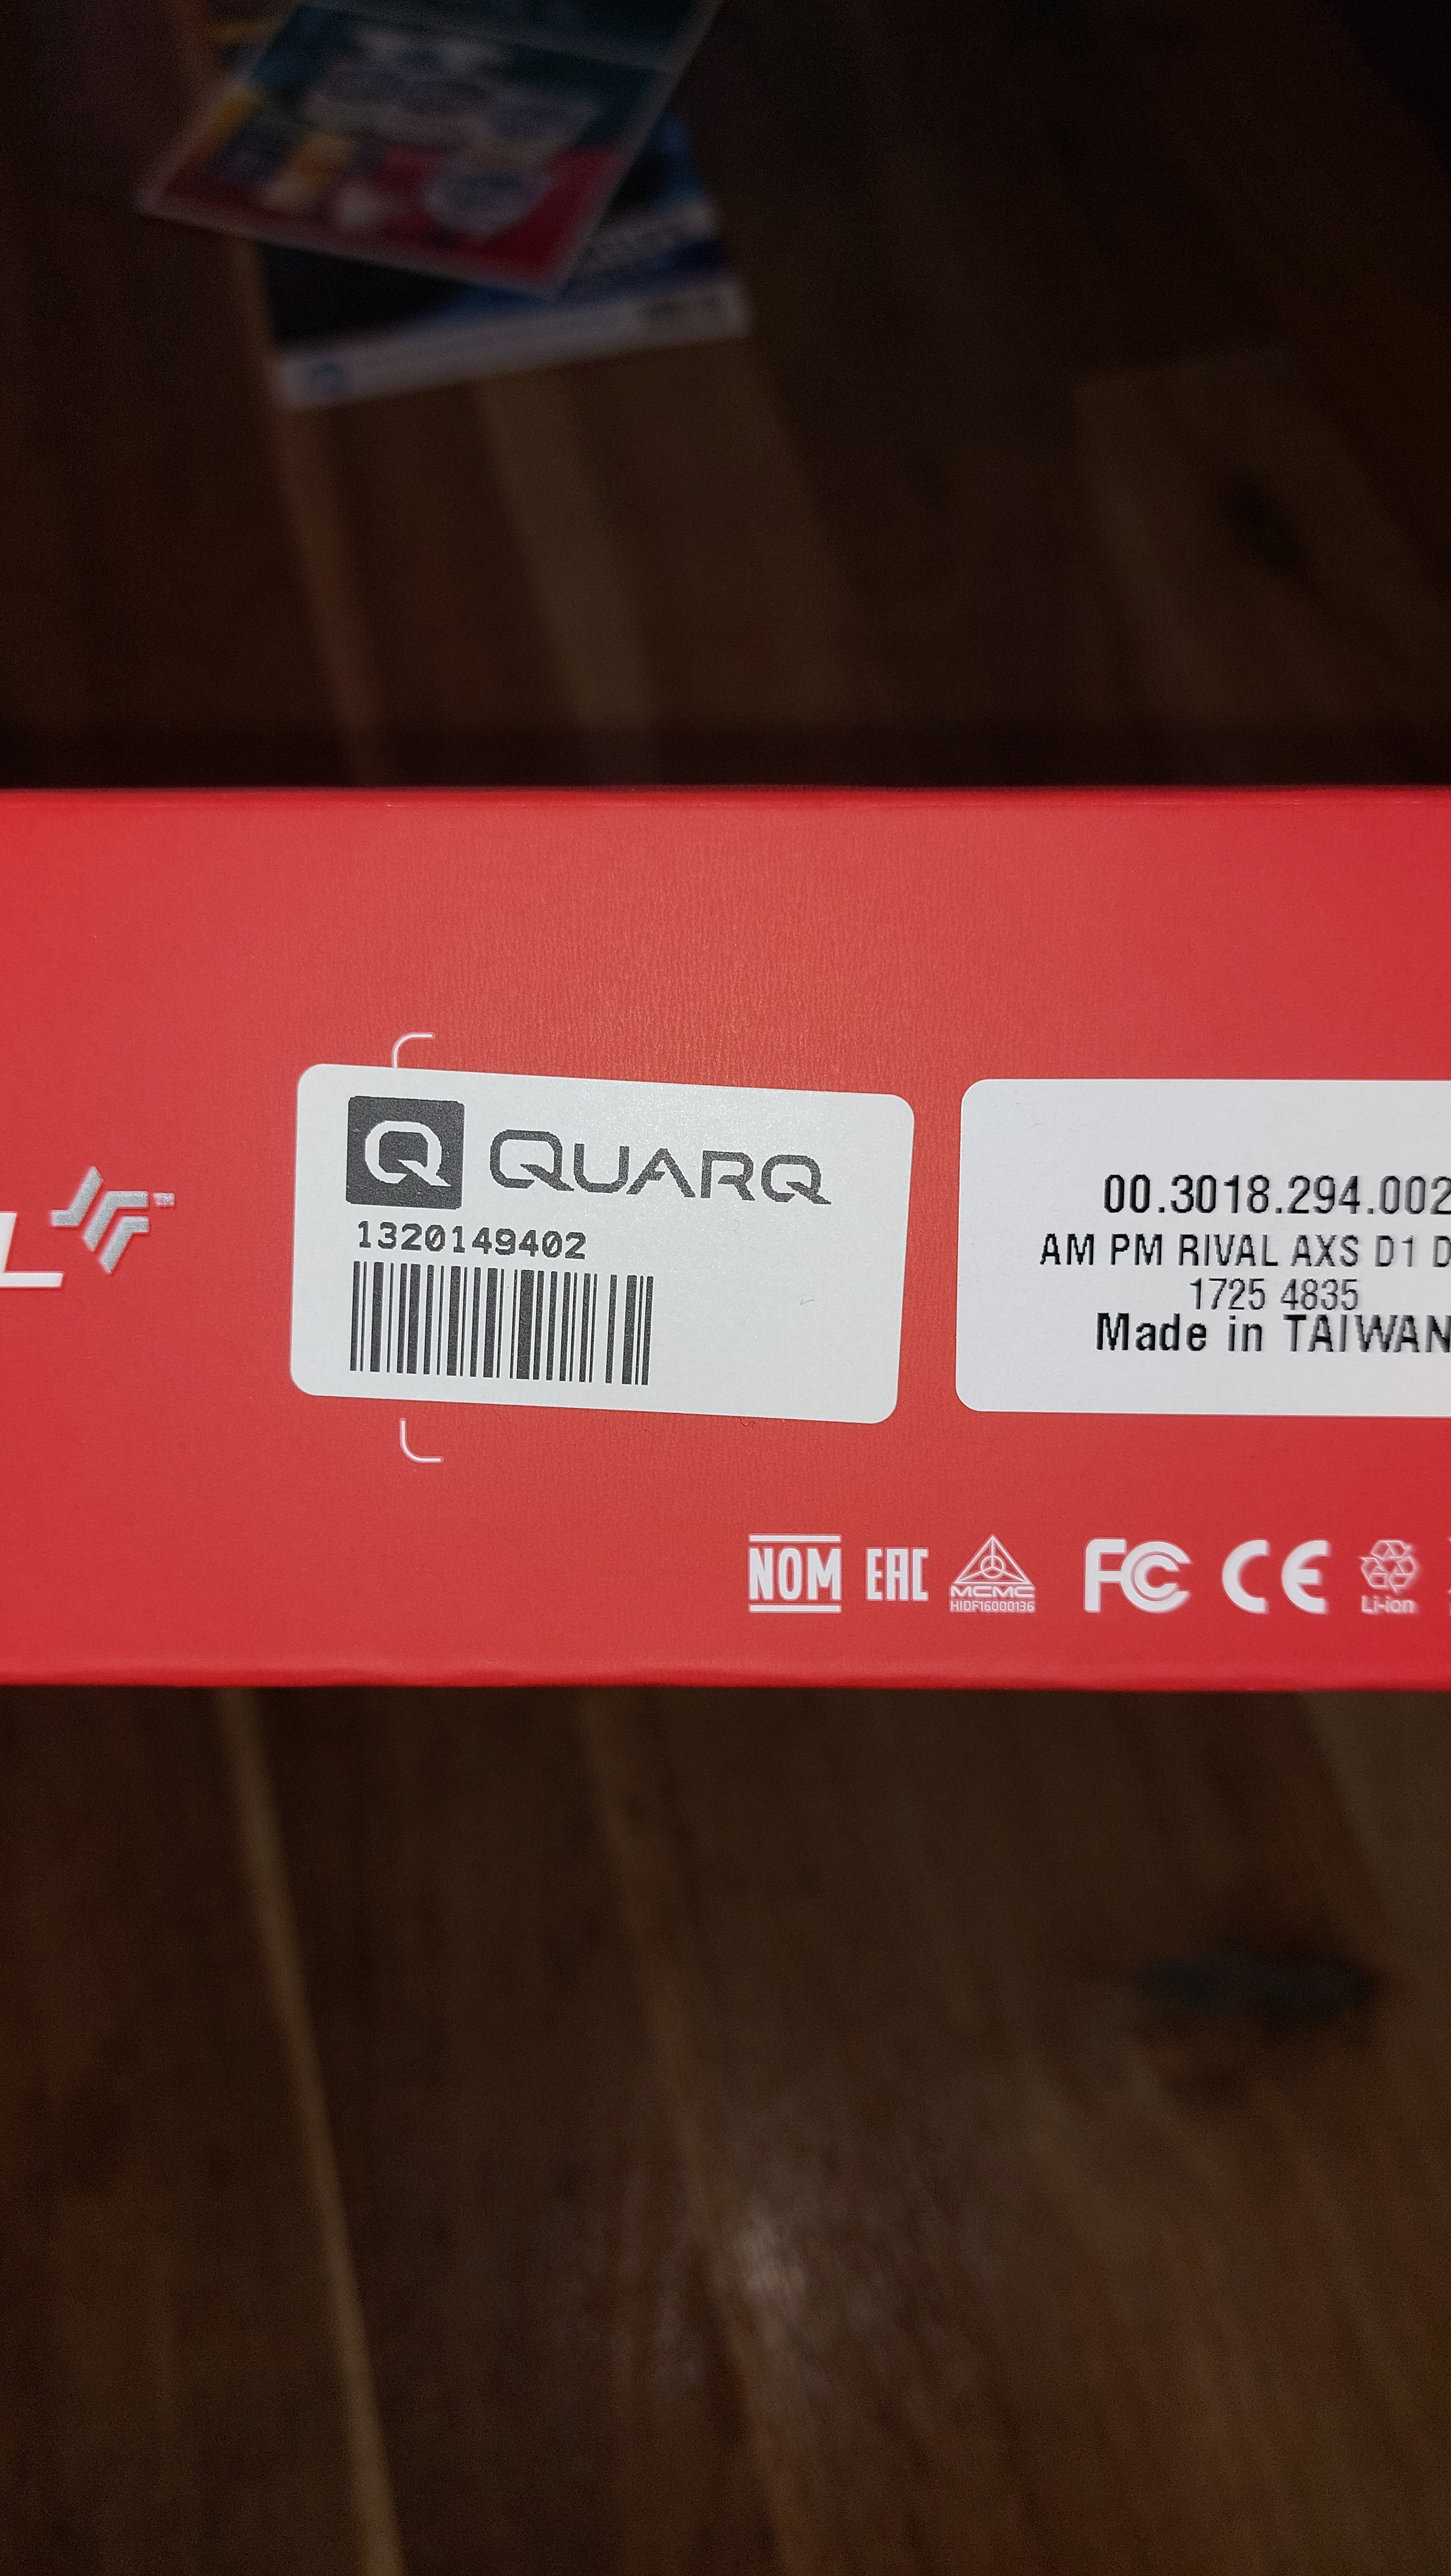 L
Q QUARQ
1320149402
00.3018.294.002
AM PM RIVAL AXS D1 D
1725 4835
Made in TAIWAN
NOM EAC MCMC FC CE
HIDF16000136
Li-ion